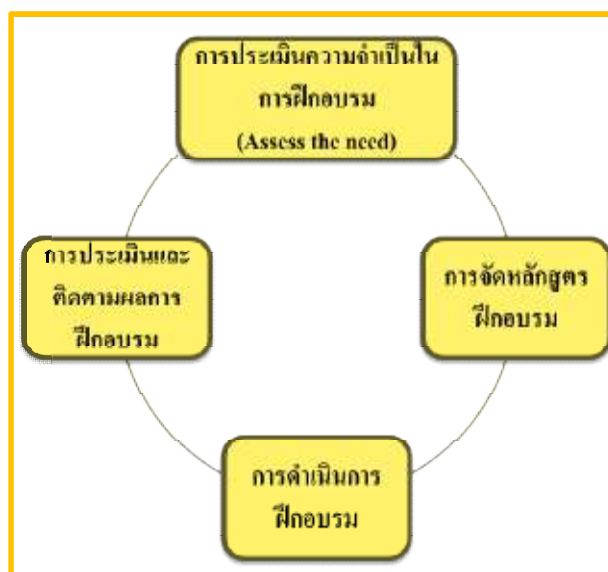 การประเมินความจำเป็นใน
การฝึกอบรม
(Assess the need)
การจัดหลักสูตร
ฝึกอบรม
การดำเนินการ
ฝึกอบรม
การประเมินและ
ติดตามผลการ
ฝึกอบรม